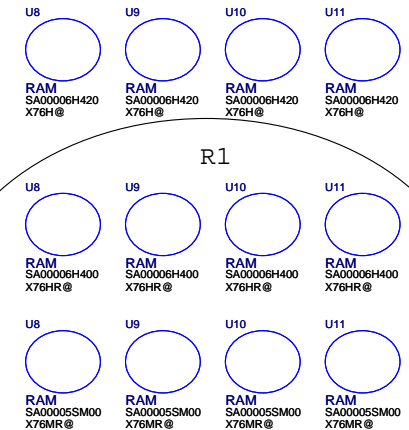 U8 U9 U10 U11
RAM RAM RAM RAM
SA00006H420 SA00006H420 SA00006H420 SA00006H420
X76H@ X76H@ X76H@ X76H@
R1
U8 U9 U10 U11
RAM RAM RAM RAM
SA00006H400 SA00006H400 SA00006H400 SA00006H400
X76HR@ X76HR@ X76HR@ X76HR@
U8 U9 U10 U11
RAM RAM RAM RAM
SA00005SM00 SA00005SM00 SA00005SM00 SA00005SM00
X76MR@ X76MR@ X76MR@ X76MR@